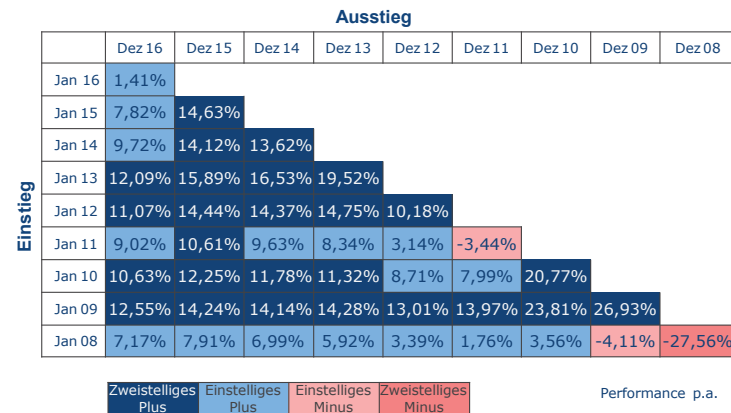 Ausstieg
Dez 16 Dez 15 Dez 14 Dez 13 Dez 12 Dez 11 Dez 10 Dez 09 Dez 08
Einstieg
Jan 16 1,41%
Jan 15 7,82% 14,63%
Jan 14 9,72% 14,12% 13,62%
Jan 13 12,09% 15,89% 16,53% 19,52%
Jan 12 11,07% 14,44% 14,37% 14,75% 10,18%
Jan 11 9,02% 10,61% 9,63% 8,34% 3,14% -3,44%
Jan 10 10,63% 12,25% 11,78% 11,32% 8,71% 7,99% 20,77%
Jan 09 12,55% 14,24% 14,14% 14,28% 13,01% 13,97% 23,81% 26,93%
Jan 08 7,17% 7,91% 6,99% 5,92% 3,39% 1,76% 3,56% -4,11% -27,56%
Zweistelliges Einstelliges Einstelliges Zweistelliges
Plus Plus Minus Minus
Performance p.a.